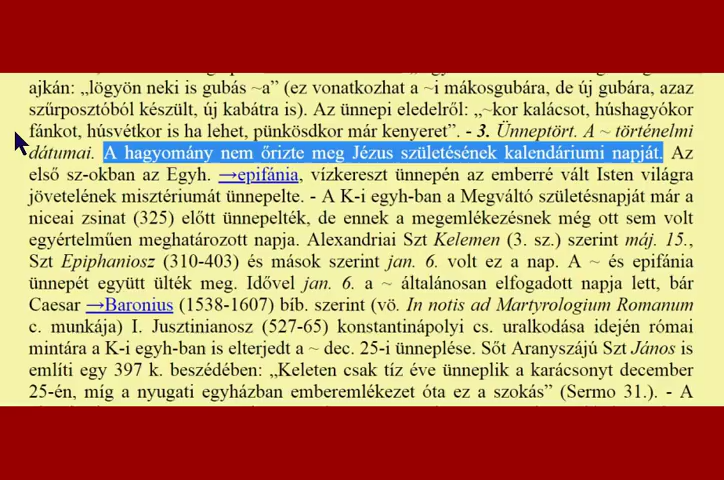 ajkán: „lögyön neki is gubás ~a” (ez vonatkozhat a ~i mákosgubára, de új gubára, azaz
szűrposztóból készült, új kabátra is). Az ünnepi eledelről: „~kor kalácsot, húshagyókor
fánkot, húsvétkor is ha lehet, pünkösdkor már kenyeret”. - 3. Ünneptört. A ~ történelmi
dátumai. A hagyomány nem őrizte meg Jézus születésének kalendáriumi napját. Az
első sz-okban az Egyh. →epifánia, vízkereszt ünnepén az emberré vált Isten világra
jövetelének misztériumát ünnepelte. - A K-i egyh-ban a Megváltó születésnapját már a
niceai zsinat (325) előtt ünnepelték, de ennek a megemlékezésnek még ott sem volt
egyértelműen meghatározott napja. Alexandriai Szt Kelemen (3. sz.) szerint máj. 15.,
Szt Epiphaniosz (310-403) és mások szerint jan. 6. volt ez a nap. A ~ és epifánia
ünnepét együtt ülték meg. Idővel jan. 6. a ~ általánosan elfogadott napja lett, bár
Caesar →Baronius (1538-1607) bíb. szerint (vö. In notis ad Martyrologium Romanum
c. munkája) I. Jusztinianosz (527-65) konstantinápolyi cs. uralkodása idején római
mintára a K-i egyh-ban is elterjedt a ~ dec. 25-i ünneplése. Sőt Aranyszájú Szt János is
említi egy 397 k. beszédében: „Keleten csak tíz éve ünneplik a karácsonyt december
25-én, míg a nyugati egyházban emberemlékezet óta ez a szokás” (Sermo 31.). - A